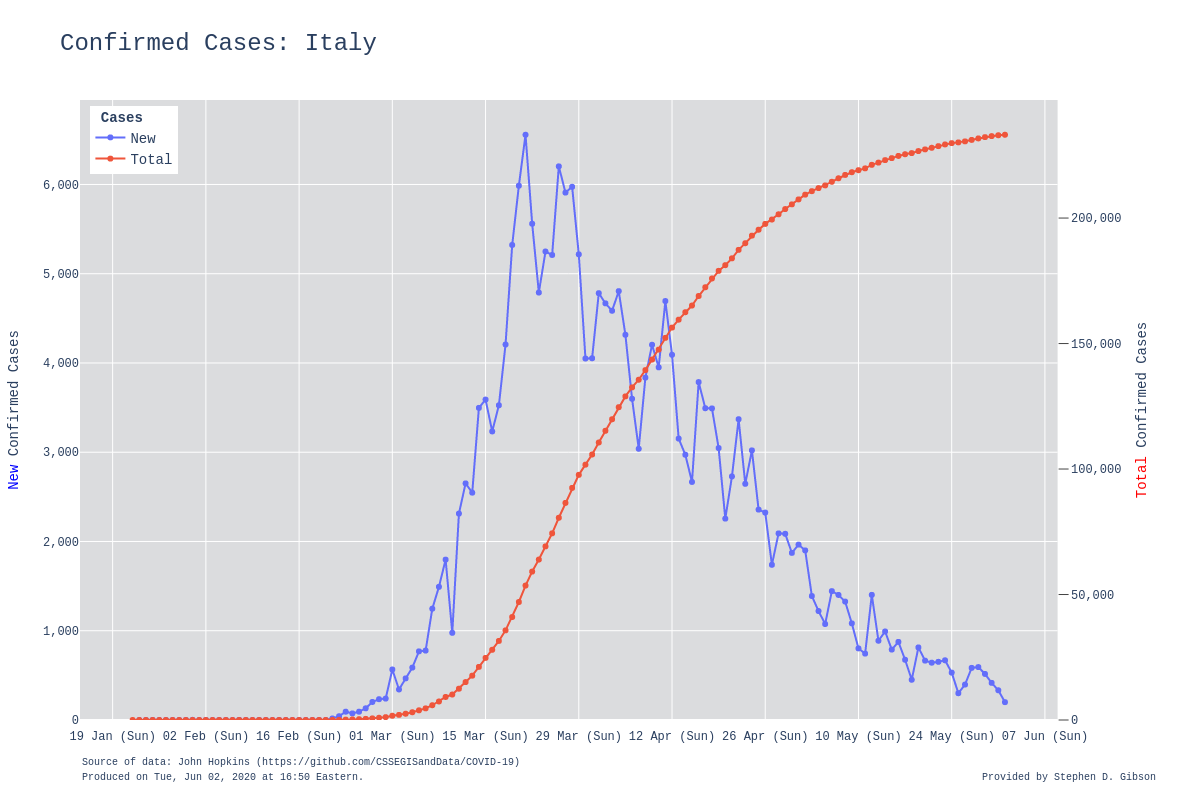 Confirmed Cases: Italy
Cases
New
Total
6,000
5,000
4,000
3,000
2,000
1,000
0
New Confirmed Cases
200,000
150,000
100,000
50,000
0
Total Confirmed Cases
19 Jan (Sun) 02 Feb (Sun) 16 Feb (Sun) 01 Mar (Sun) 15 Mar (Sun) 29 Mar (Sun) 12 Apr (Sun) 26 Apr (Sun) 10 May (Sun) 24 May (Sun) 07 Jun (Sun)
Source of data: John Hopkins (https://github.com/CSSEGISandData/COVID-19)
Produced on Tue, Jun 02, 2020 at 16:50 Eastern.
Provided by Stephen D. Gibson